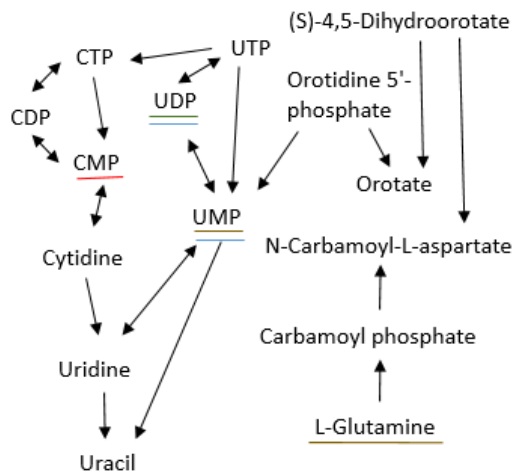 (S)-4,5-Dihydroorotate
CTP
UTP
Orotidine 5'-
phosphate
CDP
UDP
CMP
Orotate
UMP
N-Carbamoyl-L-aspartate
Cytidine
Carbamoyl phosphate
Uridine
L-Glutamine
Uracil